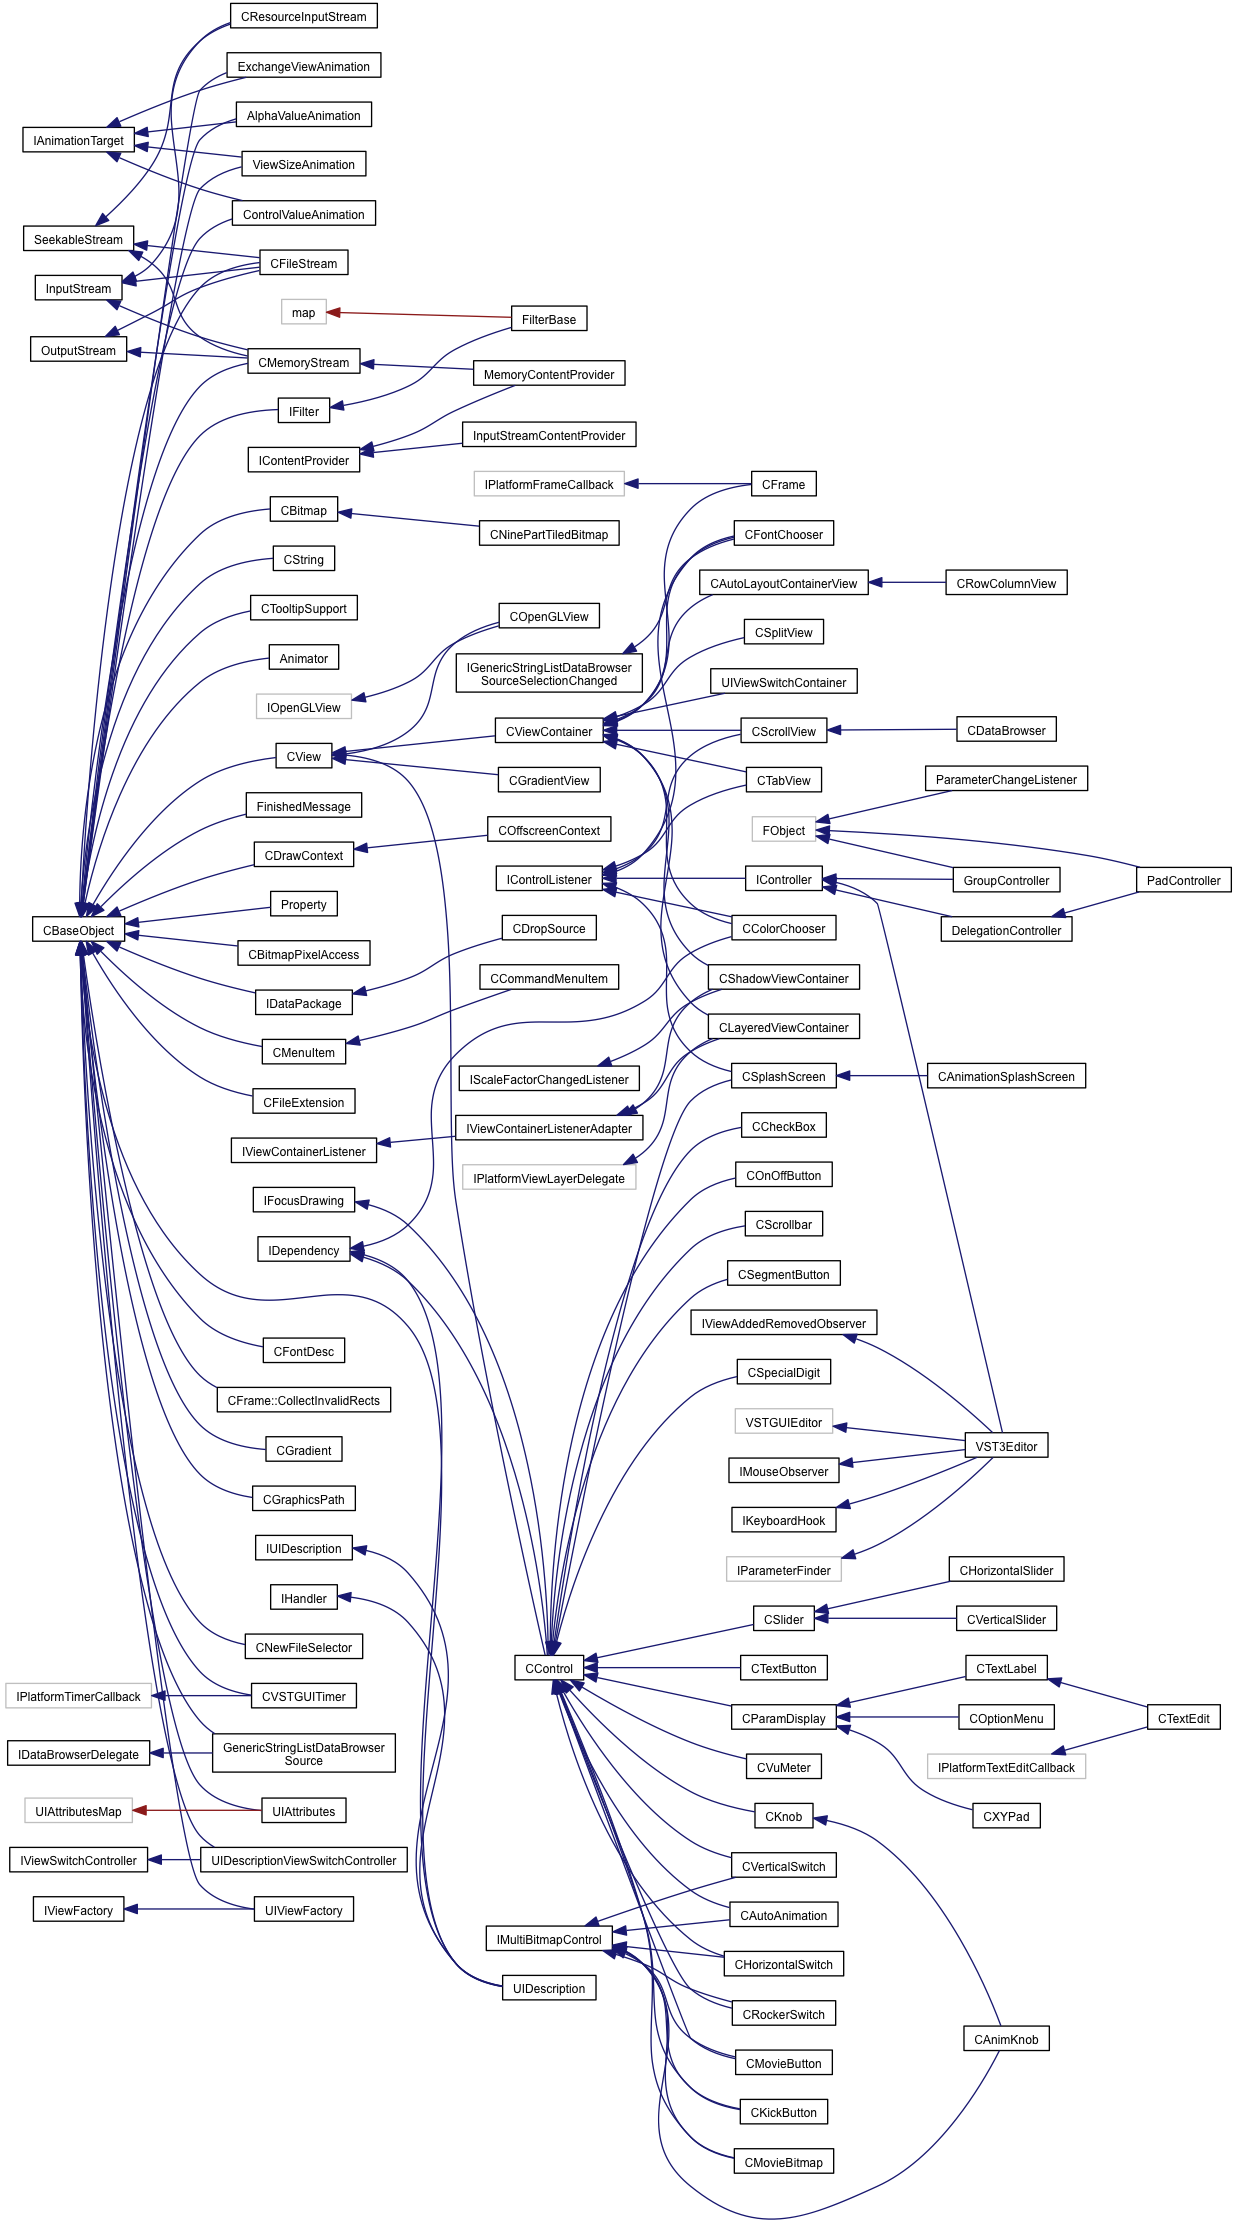 CResourceInputStream
ExchangeViewAnimation
AlphaValueAnimation
IAnimationTarget
ViewSizeAnimation
ControlValueAnimation
SeekableStream
CFileStream
InputStream
map
FilterBase
OutputStream
CMemoryStream
MemoryContentProvider
IFilter
InputStreamContentProvider
IContentProvider
IPlatformFrameCallback
CFrame
CBitmap
CNinePartTiledBitmap
CFontChooser
CString
CAutoLayoutContainerView
CRowColumnView
CTooltipSupport
COpenGLView
CSplitView
Animator
IGenericStringListDataBrowser
SourceSelectionChanged
UIViewSwitchContainer
IOpenGLView
CViewContainer
CScrollView
CDataBrowser
CView
CGradientView
CTabView
ParameterChangeListener
FinishedMessage
COffscreenContext
FObject
CDrawContext
IControlListener
IController
GroupController
PadController
Property
CBaseObject
CDropSource
CColorChooser
DelegationController
CBitmapPixelAccess
CCommandMenuItem
CShadowViewContainer
IDataPackage
CLayeredViewContainer
CMenuItem
IScaleFactorChangedListener
CSplashScreen
CAnimationSplashScreen
CFileExtension
IViewContainerListenerAdapter
CCheckBox
IViewContainerListener
IPlatformViewLayerDelegate
COnOffButton
IFocusDrawing
CScrollbar
IDependency
CSegmentButton
IViewAddedRemovedObserver
CFontDesc
CSpecialDigit
CFrame::CollectInvalidRects
VSTGUIEditor
CGradient
VST3Editor
IMouseObserver
CGraphicsPath
IKeyboardHook
IUIDescription
IParameterFinder
CHorizontalSlider
IHandler
CSlider
CVerticalSlider
CNewFileSelector
CControl
CTextButton
CTextLabel
IPlatformTimerCallback
CVSTGUITimer
CParamDisplay
COptionMenu
CTextEdit
IDataBrowserDelegate
GenericStringListDataBrowser
Source
CVuMeter
IPlatformTextEditCallback
UIAttributesMap
UIAttributes
CKnob
CXYPad
IViewSwitchController
UIDescriptionViewSwitchController
CVerticalSwitch
IViewFactory
UIViewFactory
CAutoAnimation
IMultiBitmapControl
CHorizontalSwitch
UIDescription
CRockerSwitch
CAnimKnob
CMovieButton
CKickButton
CMovieBitmap